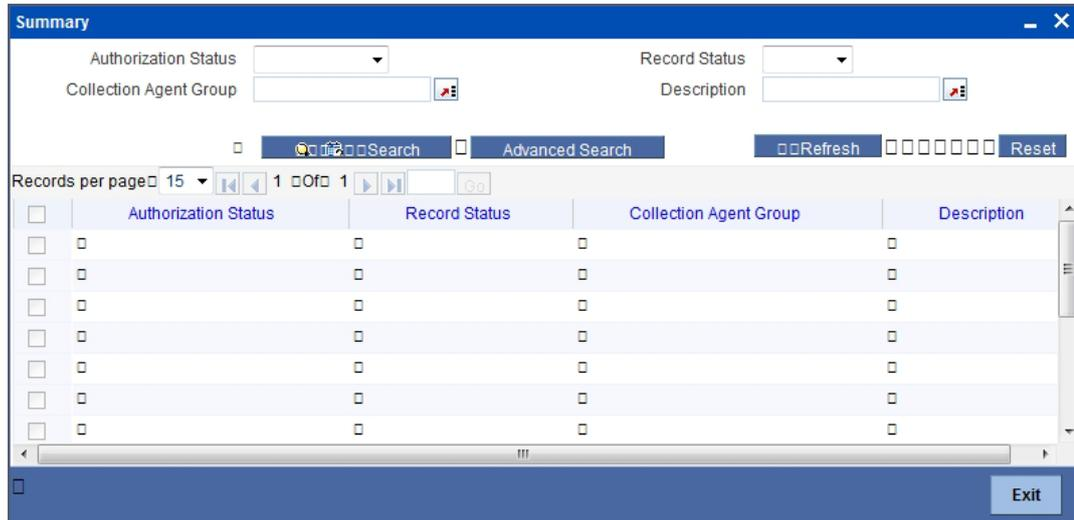 Summary
Authorization Status Record Status
Collection Agent Group Description
Search Advanced Search Refresh Reset
Records per page 15 1 Of 1 Go
Authorization Status Record Status Collection Agent Group Description
Exit